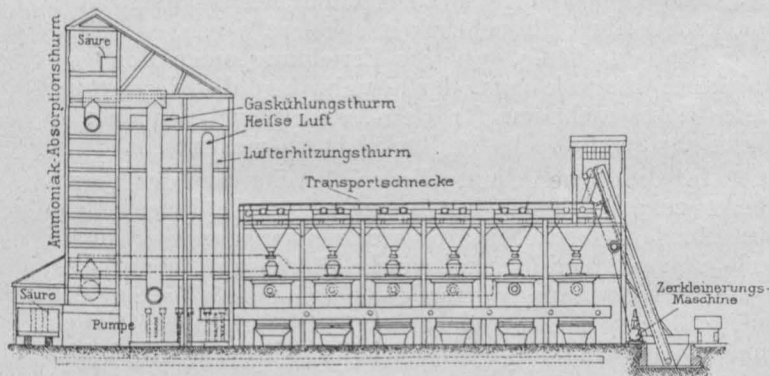 Säure
Ammoniak-Absorptionsthurm
Gaskühlungsthurm
Heiſse Luft
Lufterhitzungsthurm
Transportschnecke
Säure
Pumpe
Zerkleinerungs-
Maschine